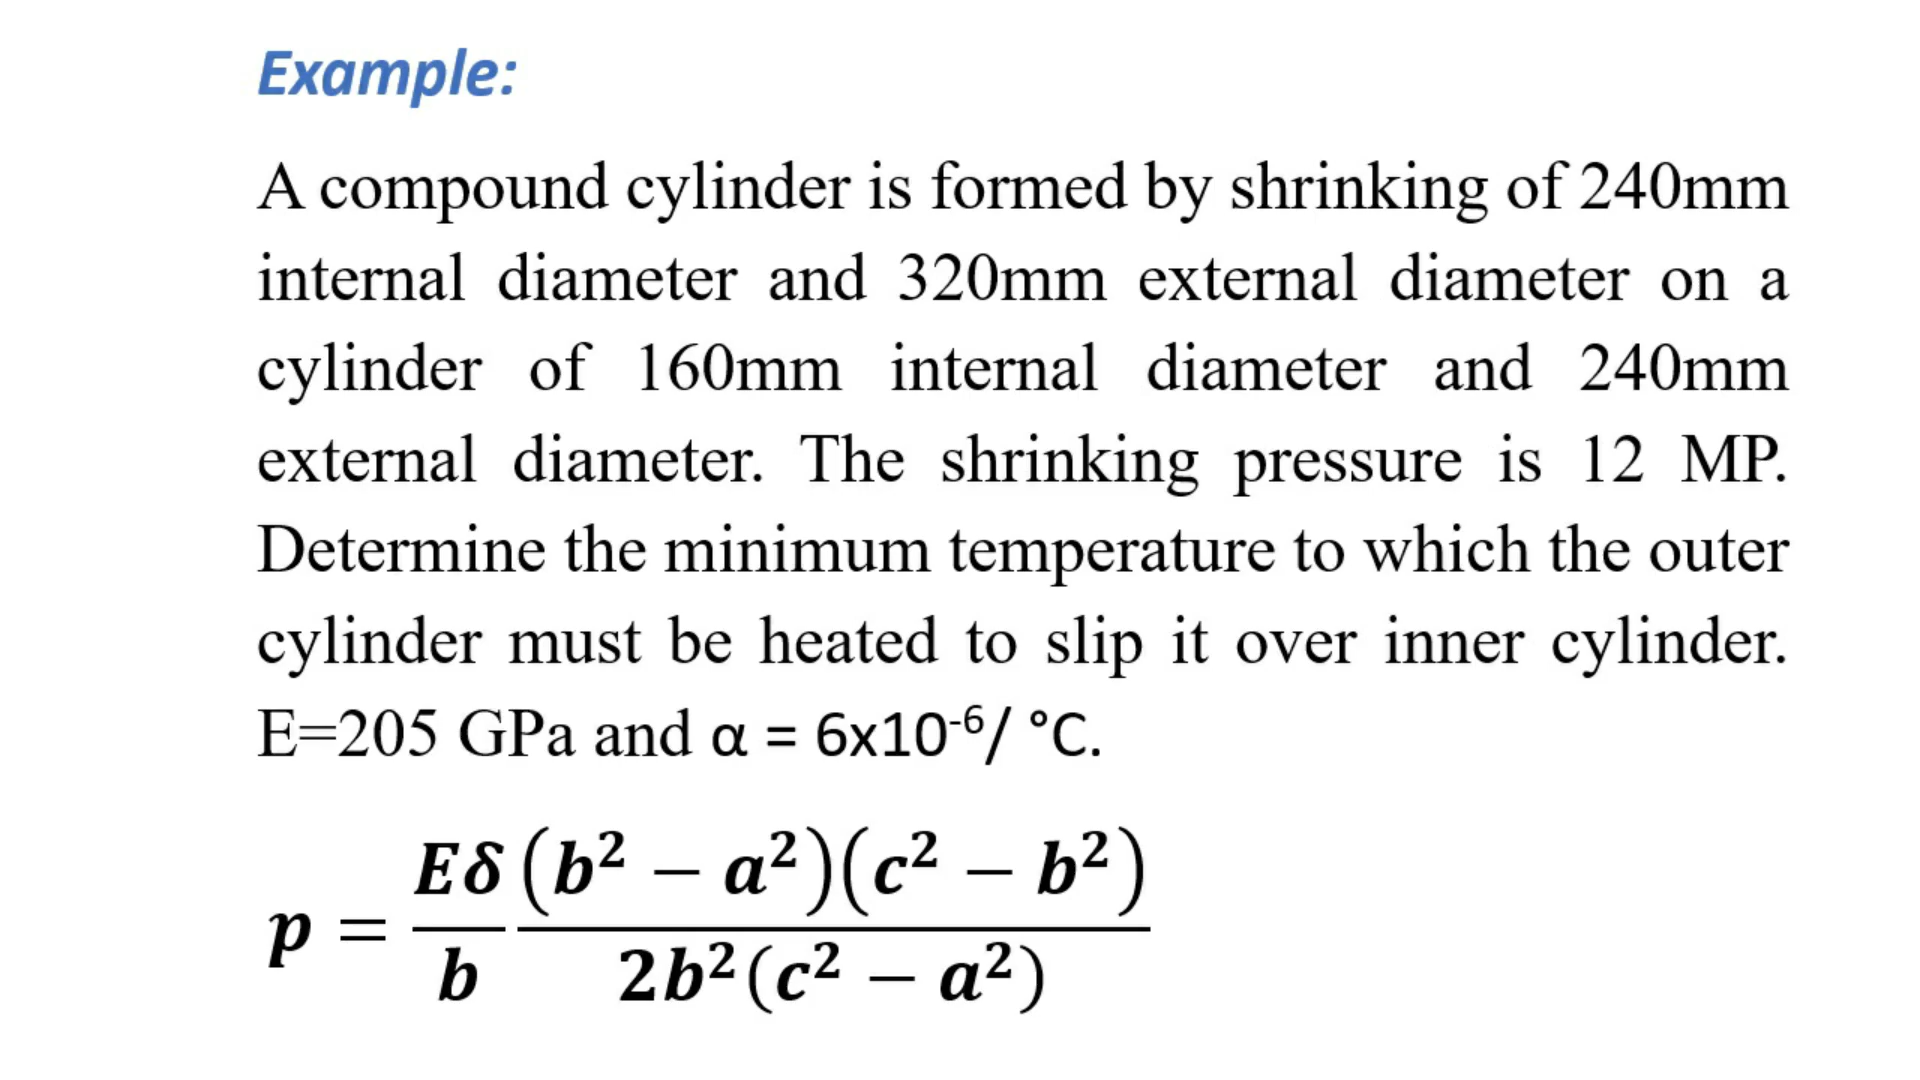 Example:
A compound cylinder is formed by shrinking of 240mm
internal diameter and 320mm external diameter on a
cylinder of 160mm internal diameter and 240mm
external diameter. The shrinking pressure is 12 MP.
Determine the minimum temperature to which the outer
cylinder must be heated to slip it over inner cylinder.
E=205 GPa and α = 6x10⁻⁶/ °C.
p = Eδ/b (b² − a²)(c² − b²)/2b²(c² − a²)